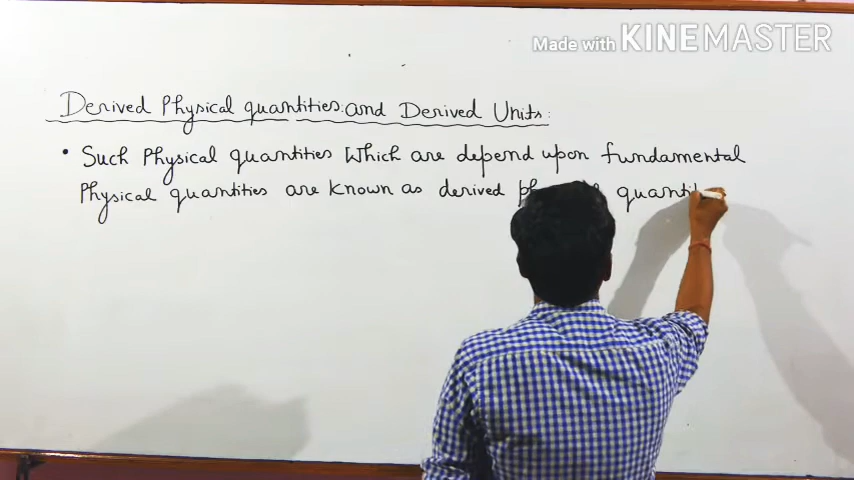 Made with KINEMASTER
Derived Physical quantities and Derived Units:
• Such Physical quantities Which are depend upon fundamental
Physical quantities are known as derived